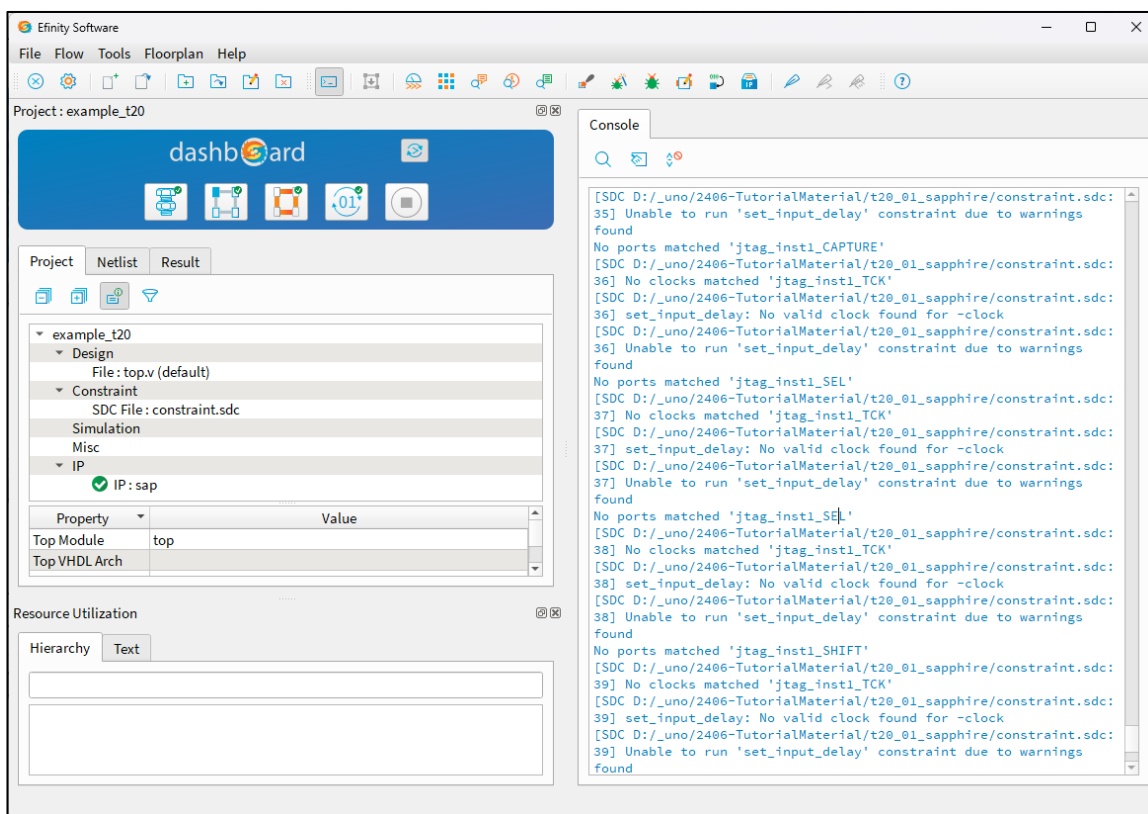 Efinity Software
File Flow Tools Floorplan Help
Project : example_t20
dashboard
Project Netlist Result
example_t20
Design
File : top.v (default)
Constraint
SDC File : constraint.sdc
Simulation
Misc
IP
IP : sap
Property Value
Top Module top
Top VHDL Arch
Resource Utilization
Hierarchy Text
Console
[SDC D:/_uno/2406-TutorialMaterial/t20_01_sapphire/constraint.sdc:
35] Unable to run 'set_input_delay' constraint due to warnings
found
No ports matched 'jtag_inst1_CAPTURE'
[SDC D:/_uno/2406-TutorialMaterial/t20_01_sapphire/constraint.sdc:
36] No clocks matched 'jtag_inst1_TCK'
[SDC D:/_uno/2406-TutorialMaterial/t20_01_sapphire/constraint.sdc:
36] set_input_delay: No valid clock found for -clock
[SDC D:/_uno/2406-TutorialMaterial/t20_01_sapphire/constraint.sdc:
36] Unable to run 'set_input_delay' constraint due to warnings
found
No ports matched 'jtag_inst1_SEL'
[SDC D:/_uno/2406-TutorialMaterial/t20_01_sapphire/constraint.sdc:
37] No clocks matched 'jtag_inst1_TCK'
[SDC D:/_uno/2406-TutorialMaterial/t20_01_sapphire/constraint.sdc:
37] set_input_delay: No valid clock found for -clock
[SDC D:/_uno/2406-TutorialMaterial/t20_01_sapphire/constraint.sdc:
37] Unable to run 'set_input_delay' constraint due to warnings
found
No ports matched 'jtag_inst1_SEL'
[SDC D:/_uno/2406-TutorialMaterial/t20_01_sapphire/constraint.sdc:
38] No clocks matched 'jtag_inst1_TCK'
[SDC D:/_uno/2406-TutorialMaterial/t20_01_sapphire/constraint.sdc:
38] set_input_delay: No valid clock found for -clock
[SDC D:/_uno/2406-TutorialMaterial/t20_01_sapphire/constraint.sdc:
38] Unable to run 'set_input_delay' constraint due to warnings
found
No ports matched 'jtag_inst1_SHIFT'
[SDC D:/_uno/2406-TutorialMaterial/t20_01_sapphire/constraint.sdc:
39] No clocks matched 'jtag_inst1_TCK'
[SDC D:/_uno/2406-TutorialMaterial/t20_01_sapphire/constraint.sdc:
39] set_input_delay: No valid clock found for -clock
[SDC D:/_uno/2406-TutorialMaterial/t20_01_sapphire/constraint.sdc:
39] Unable to run 'set_input_delay' constraint due to warnings
found